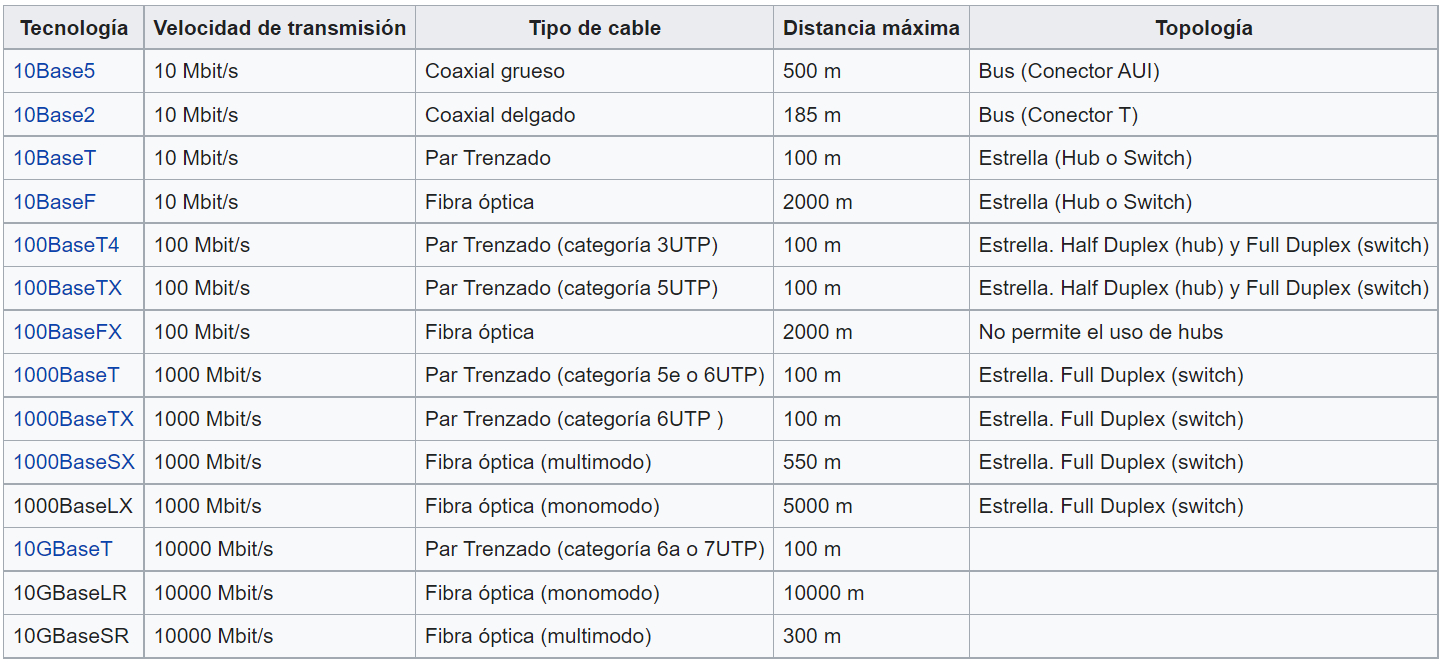 Tecnología Velocidad de transmisión Tipo de cable Distancia máxima Topología
10Base5 10 Mbit/s Coaxial grueso 500 m Bus (Conector AUI)
10Base2 10 Mbit/s Coaxial delgado 185 m Bus (Conector T)
10BaseT 10 Mbit/s Par Trenzado 100 m Estrella (Hub o Switch)
10BaseF 10 Mbit/s Fibra óptica 2000 m Estrella (Hub o Switch)
100BaseT4 100 Mbit/s Par Trenzado (categoría 3UTP) 100 m Estrella. Half Duplex (hub) y Full Duplex (switch)
100BaseTX 100 Mbit/s Par Trenzado (categoría 5UTP) 100 m Estrella. Half Duplex (hub) y Full Duplex (switch)
100BaseFX 100 Mbit/s Fibra óptica 2000 m No permite el uso de hubs
1000BaseT 1000 Mbit/s Par Trenzado (categoría 5e o 6UTP) 100 m Estrella. Full Duplex (switch)
1000BaseTX 1000 Mbit/s Par Trenzado (categoría 6UTP ) 100 m Estrella. Full Duplex (switch)
1000BaseSX 1000 Mbit/s Fibra óptica (multimodo) 550 m Estrella. Full Duplex (switch)
1000BaseLX 1000 Mbit/s Fibra óptica (monomodo) 5000 m Estrella. Full Duplex (switch)
10GBaseT 10000 Mbit/s Par Trenzado (categoría 6a o 7UTP) 100 m
10GBaseLR 10000 Mbit/s Fibra óptica (monomodo) 10000 m
10GBaseSR 10000 Mbit/s Fibra óptica (multimodo) 300 m